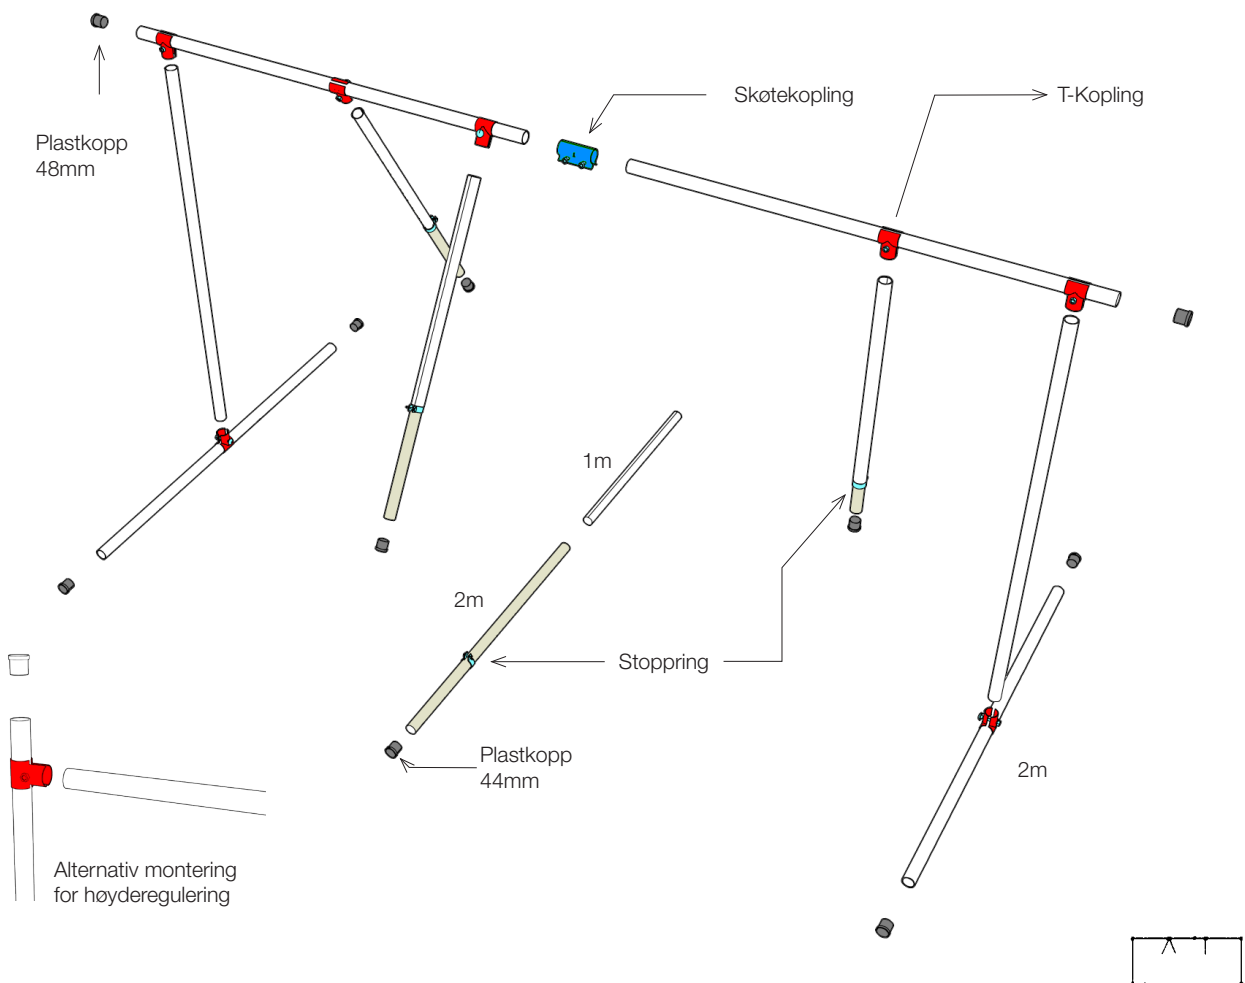 Skøtekopling
T-Kopling
Plastkopp
48mm
1m
2m
Stoppring
Plastkopp
44mm
2m
Alternativ montering
for høyderegulering